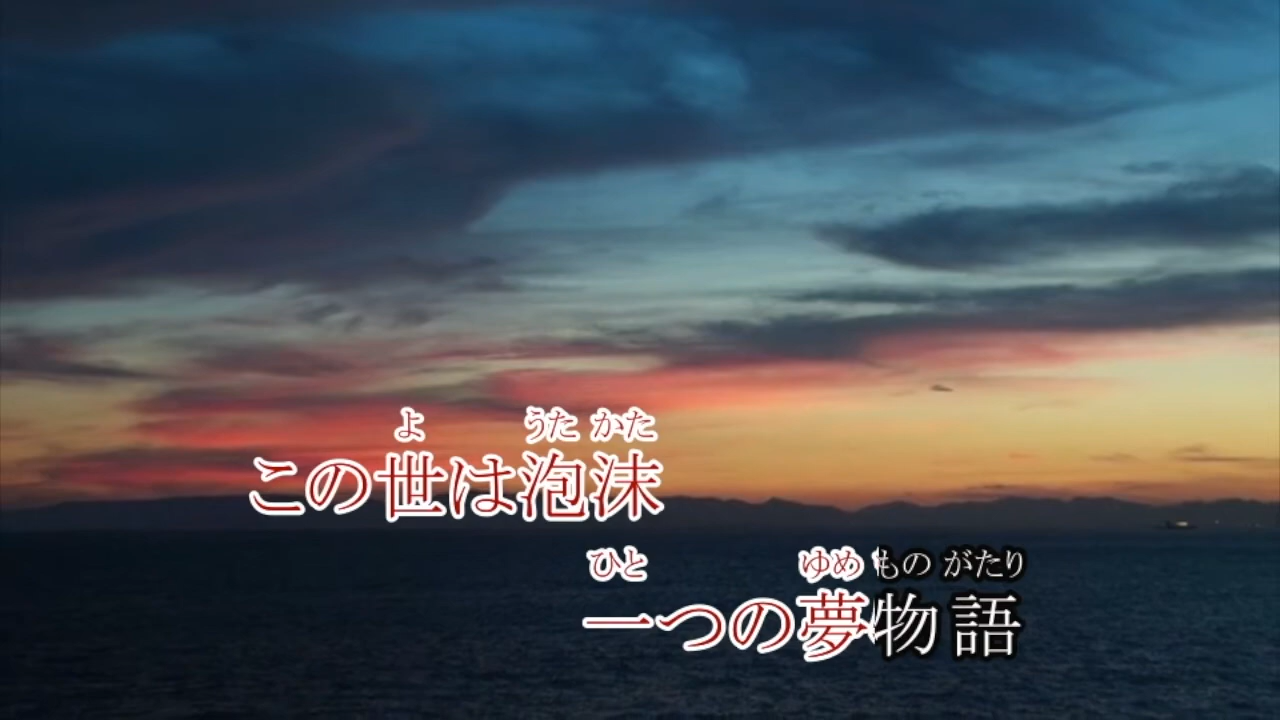 よ うた かた
この世は泡沫
ひと ゆめ もの がたり
一つの夢物語